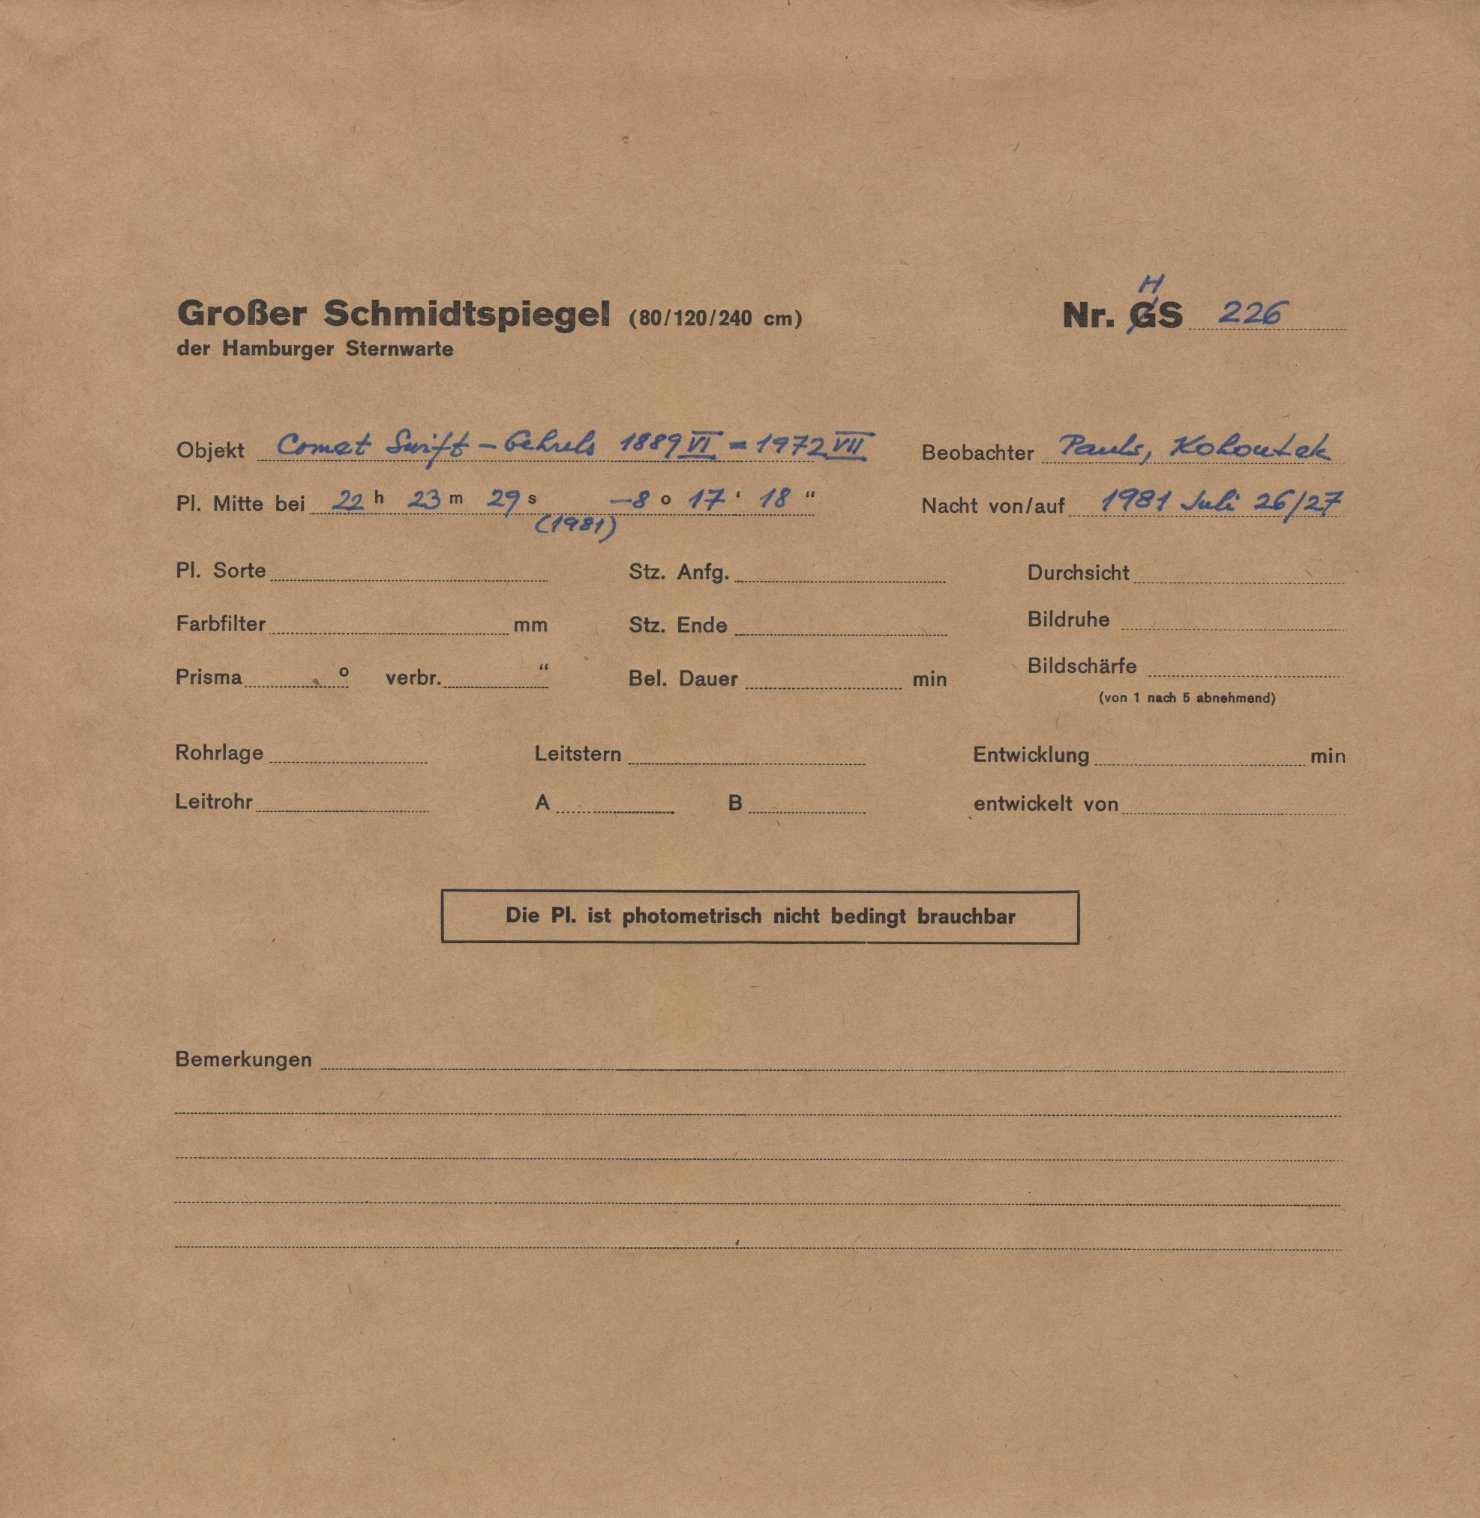 Großer Schmidtspiegel (80/120/240 cm)
der Hamburger Sternwarte
H
Nr. GS 226
Objekt Comet Swift – Gehrels 1889 VI = 1972 VII
Beobachter Pauls, Kohoutek
Pl. Mitte bei 22 h 23 m 29 s –8 o 17 ' 18 "
(1981)
Nacht von/auf 1981 Juli 26/27
Pl. Sorte Stz. Anfg. Durchsicht
Farbfilter mm Stz. Ende Bildruhe
Prisma o verbr. " Bel. Dauer min Bildschärfe
(von 1 nach 5 abnehmend)
Rohrlage Leitstern Entwicklung min
Leitrohr A B entwickelt von
Die Pl. ist photometrisch nicht bedingt brauchbar
Bemerkungen